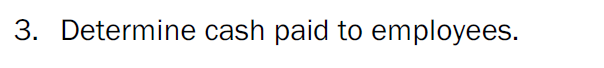 3. Determine cash paid to employees.